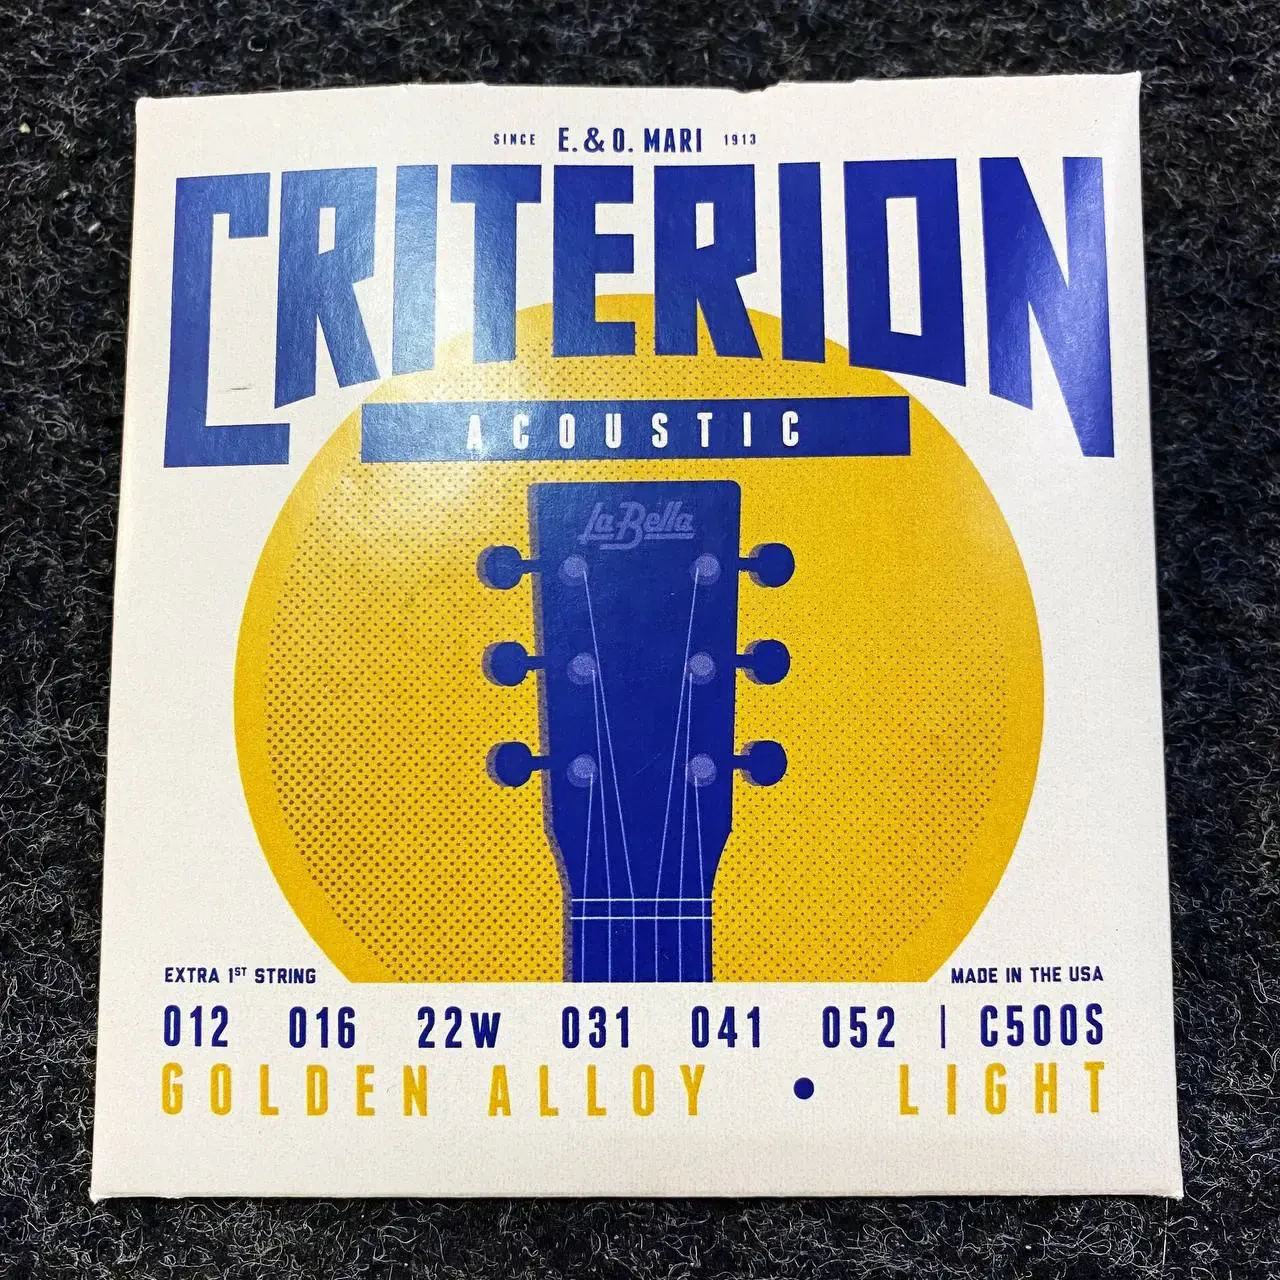 SINCE E. & O. MARI 1913
CRITERION
ACOUSTIC
La Bella
EXTRA 1ST STRING MADE IN THE USA
012 016 22W 031 041 052 | C500S
GOLDEN ALLOY • LIGHT